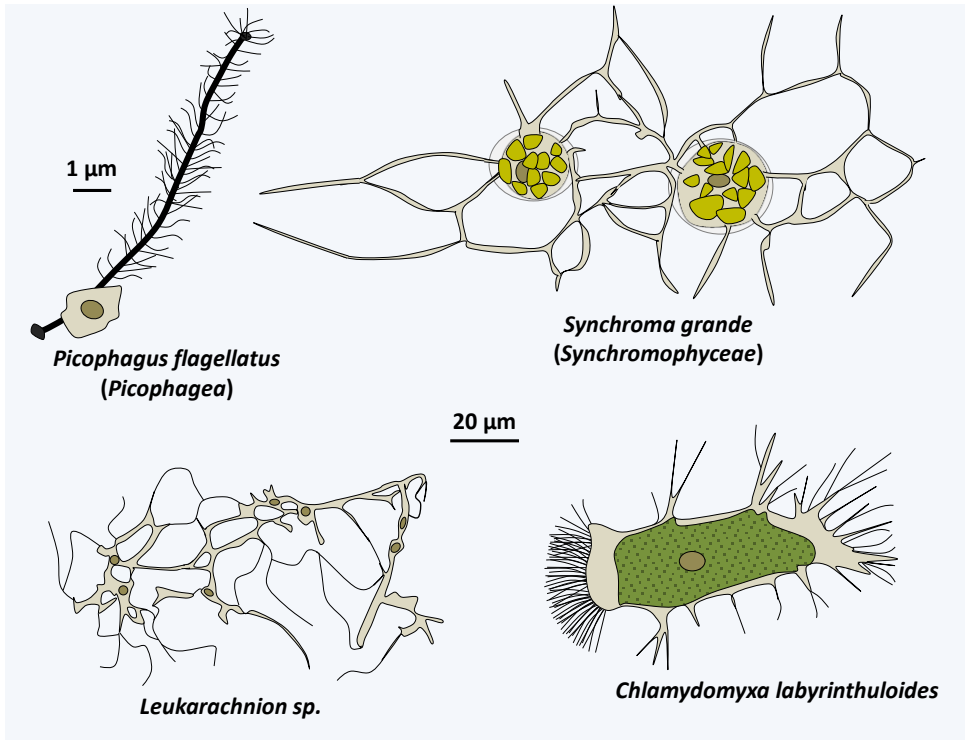 1 µm
Picophagus flagellatus
(Picophagea)
Synchroma grande
(Synchromophyceae)
20 µm
Leukarachnion sp.
Chlamydomyxa labyrinthuloides